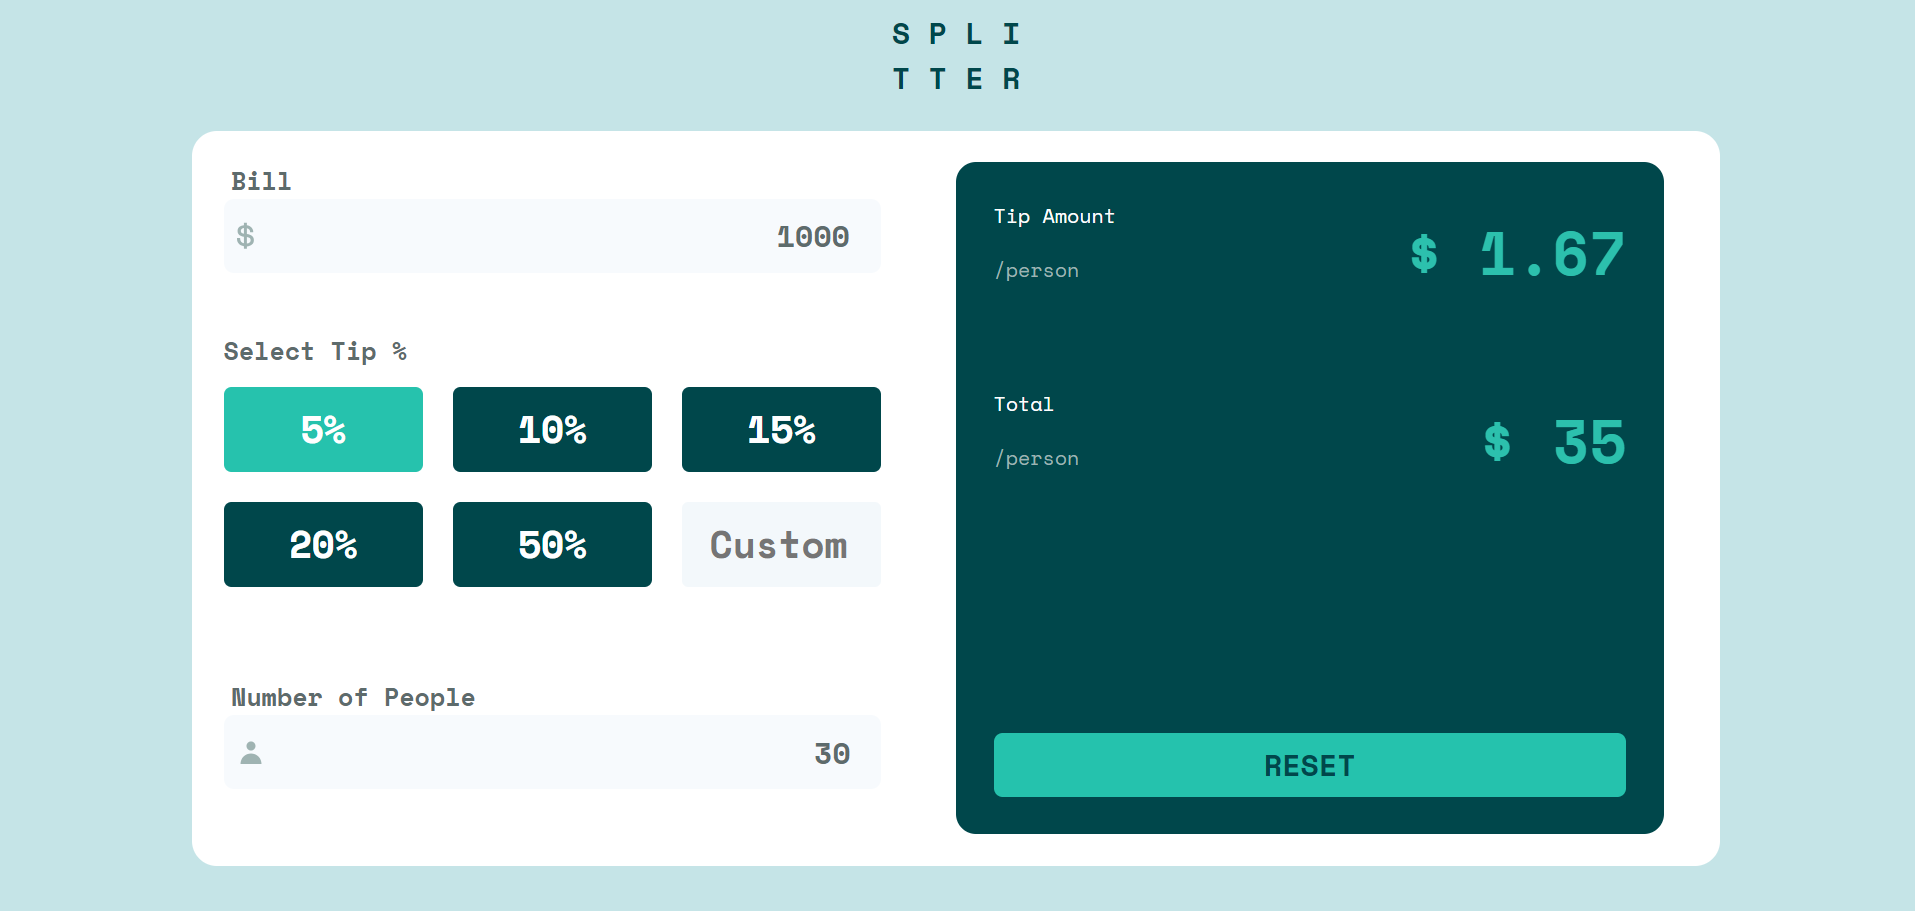 S P L I
T T E R
Bill
$ 1000
Select Tip %
5% 10% 15%
20% 50% Custom
Number of People
30
Tip Amount
/person
$ 1.67
Total
/person
$ 35
RESET